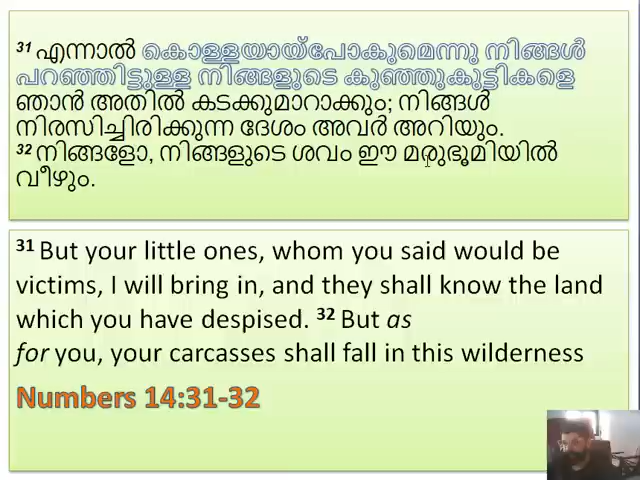 31 എന്നാൽ കൊള്ളയായ്പോകുമെന്നു നിങ്ങൾ
പറഞ്ഞിട്ടുള്ള നിങ്ങളുടെ കുഞ്ഞുകുട്ടികളെ
ഞാൻ അതിൽ കടക്കുമാറാക്കും; നിങ്ങൾ
നിരസിച്ചിരിക്കുന്ന ദേശം അവർ അറിയും.
32 നിങ്ങളോ, നിങ്ങളുടെ ശവം ഈ മരുഭൂമിയിൽ
വീഴും.
31 But your little ones, whom you said would be
victims, I will bring in, and they shall know the land
which you have despised. 32 But as
for you, your carcasses shall fall in this wilderness
Numbers 14:31-32